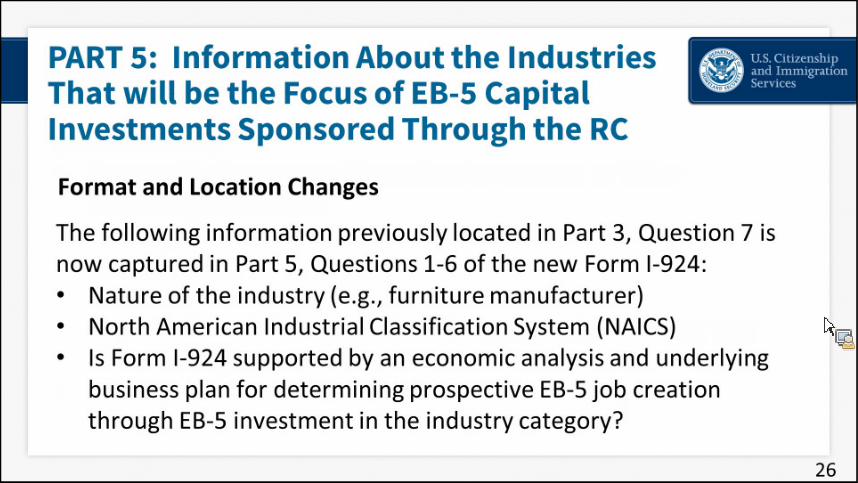 PART 5: Information About the Industries
That will be the Focus of EB-5 Capital
Investments Sponsored Through the RC
U.S. Citizenship
and Immigration
Services
Format and Location Changes
The following information previously located in Part 3, Question 7 is
now captured in Part 5, Questions 1-6 of the new Form I-924:
• Nature of the industry (e.g., furniture manufacturer)
• North American Industrial Classification System (NAICS)
• Is Form I-924 supported by an economic analysis and underlying
business plan for determining prospective EB-5 job creation
through EB-5 investment in the industry category?
26